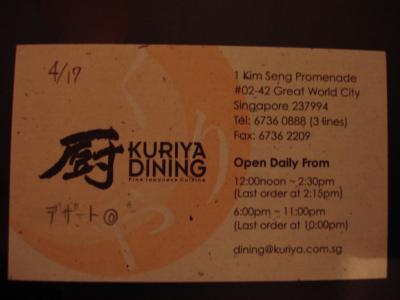 4/17
厨 KURIYA
DINING
Fine Japanese Cuisine
デザート@
1 Kim Seng Promenade
#02-42 Great World City
Singapore 237994
Tel: 6736 0888 (3 lines)
Fax: 6736 2209
Open Daily From
12:00noon ~ 2:30pm
(Last order at 2:15pm)
6:00pm ~ 11:00pm
(Last order at 10:00pm)
dining@kuriya.com.sg